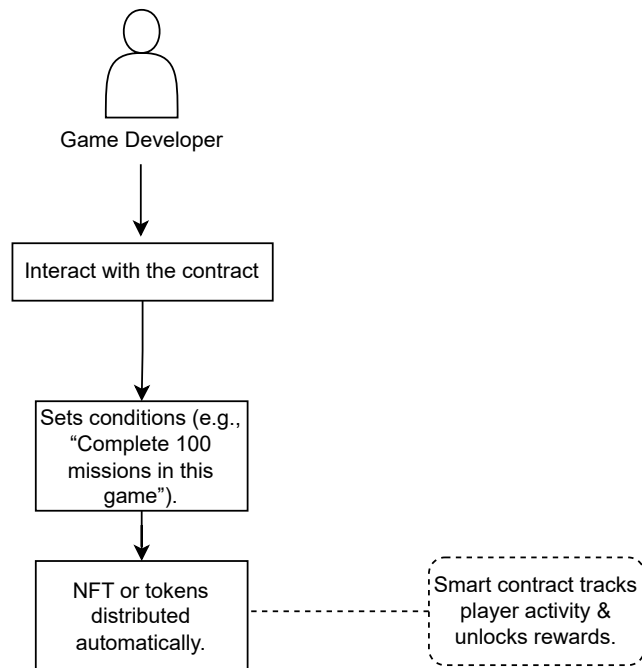 Game Developer
Interact with the contract
Sets conditions (e.g.,
“Complete 100
missions in this
game”).
NFT or tokens
distributed
automatically.
Smart contract tracks
player activity &
unlocks rewards.